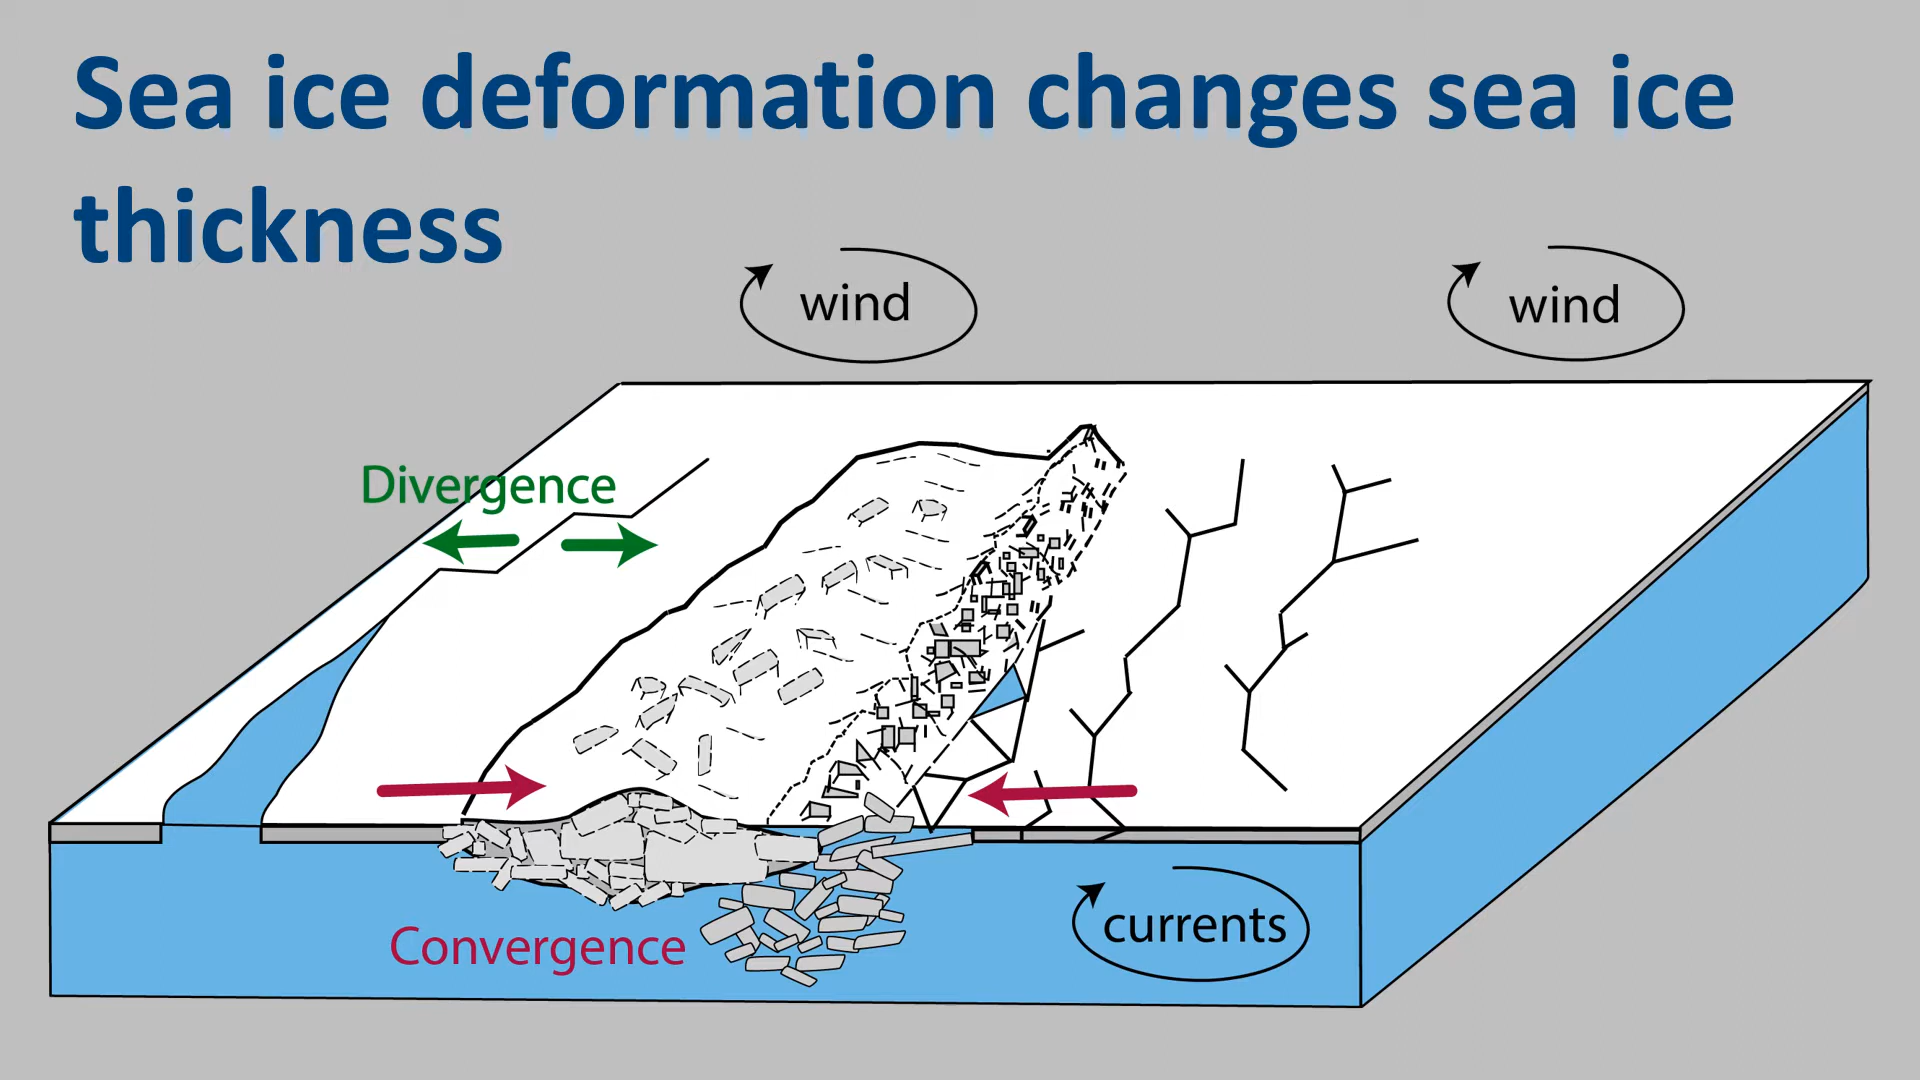 Sea ice deformation changes sea ice
thickness
wind
wind
Divergence
Convergence
currents